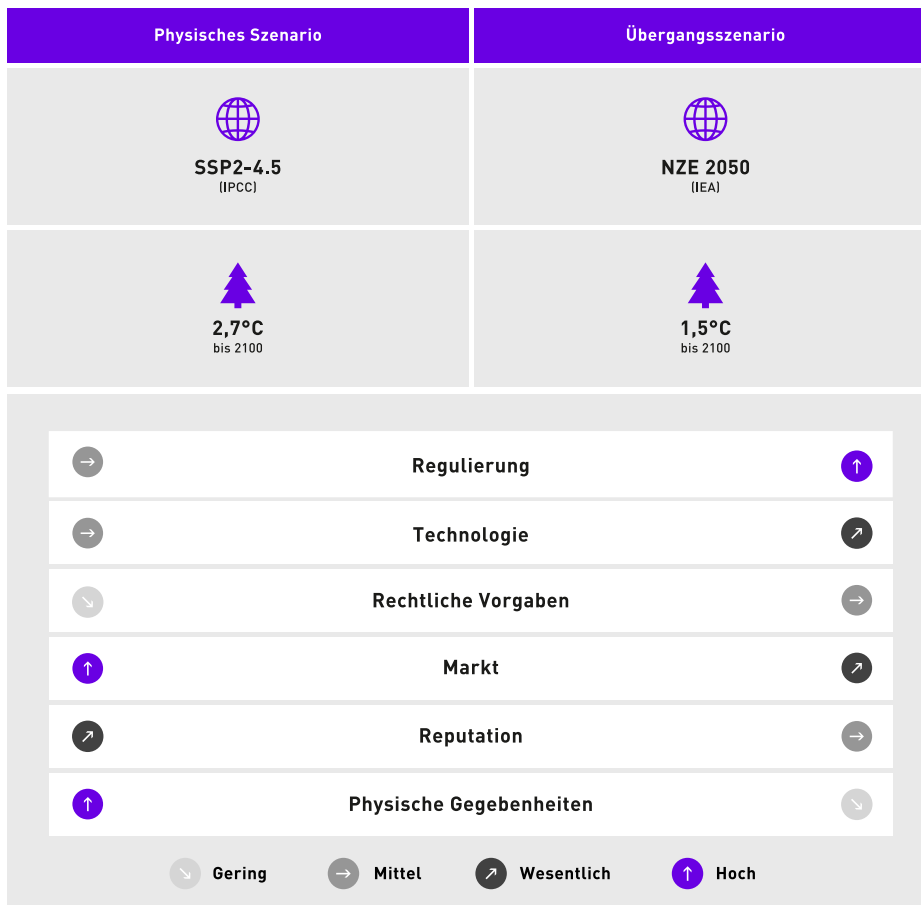 Physisches Szenario
Übergangsszenario
SSP2-4.5
(IPCC)
NZE 2050
(IEA)
2,7°C
bis 2100
1,5°C
bis 2100
Regulierung
Technologie
Rechtliche Vorgaben
Markt
Reputation
Physische Gegebenheiten
Gering
Mittel
Wesentlich
Hoch